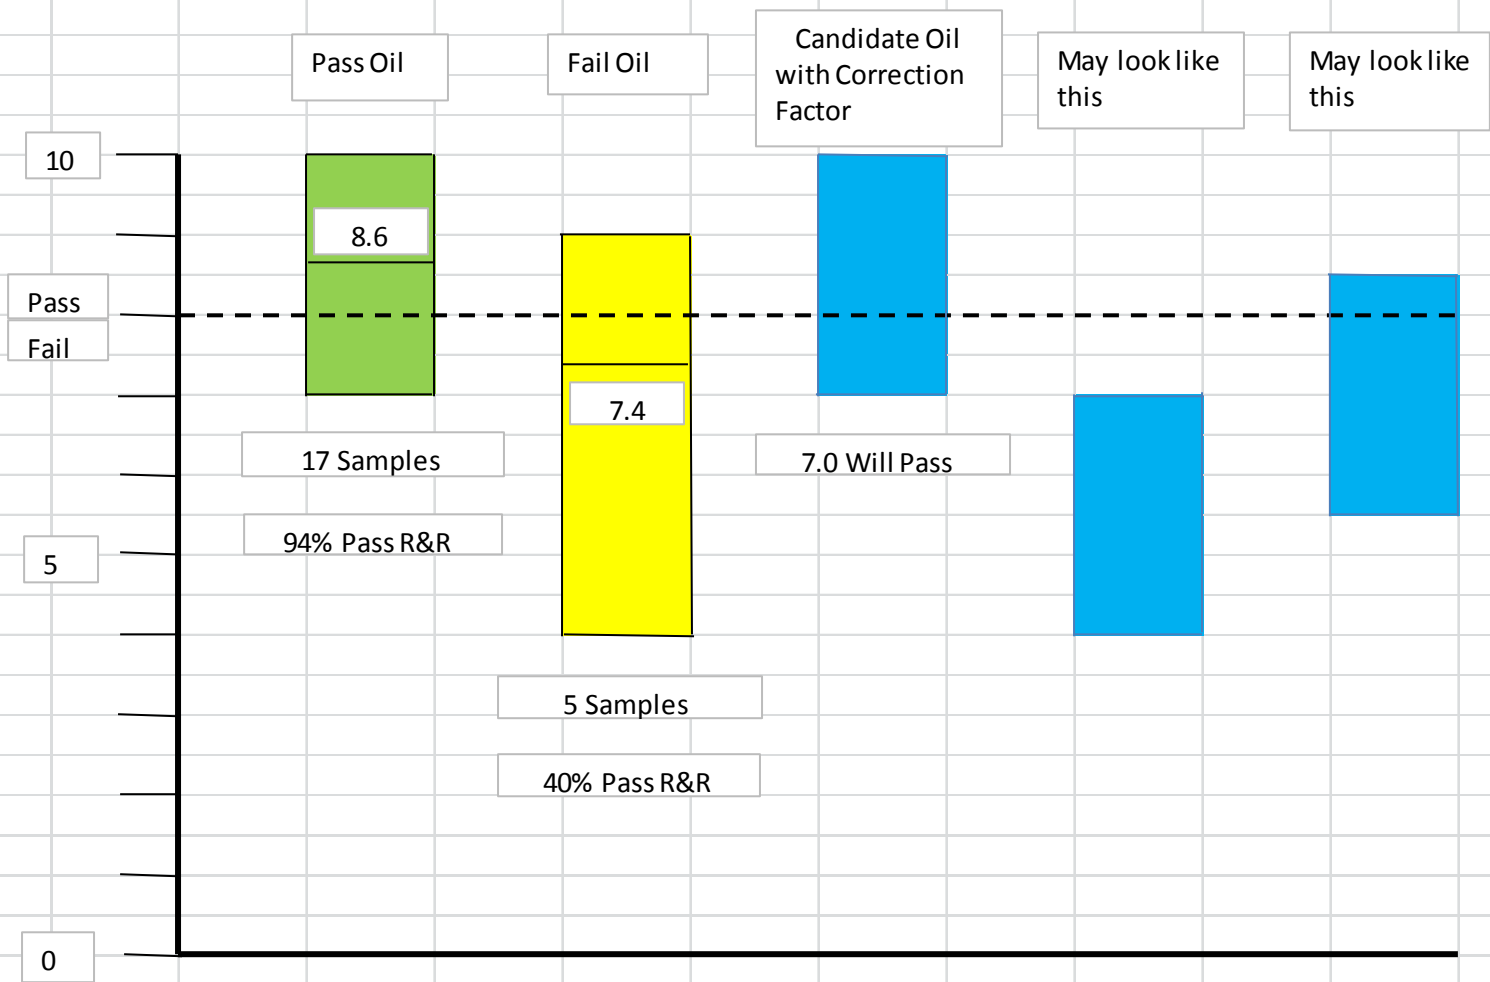 Pass Oil
Fail Oil
Candidate Oil
with Correction
Factor
May look like
this
May look like
this
10
8.6
Pass
Fail
7.4
17 Samples
7.0 Will Pass
94% Pass R&R
5
5 Samples
40% Pass R&R
0